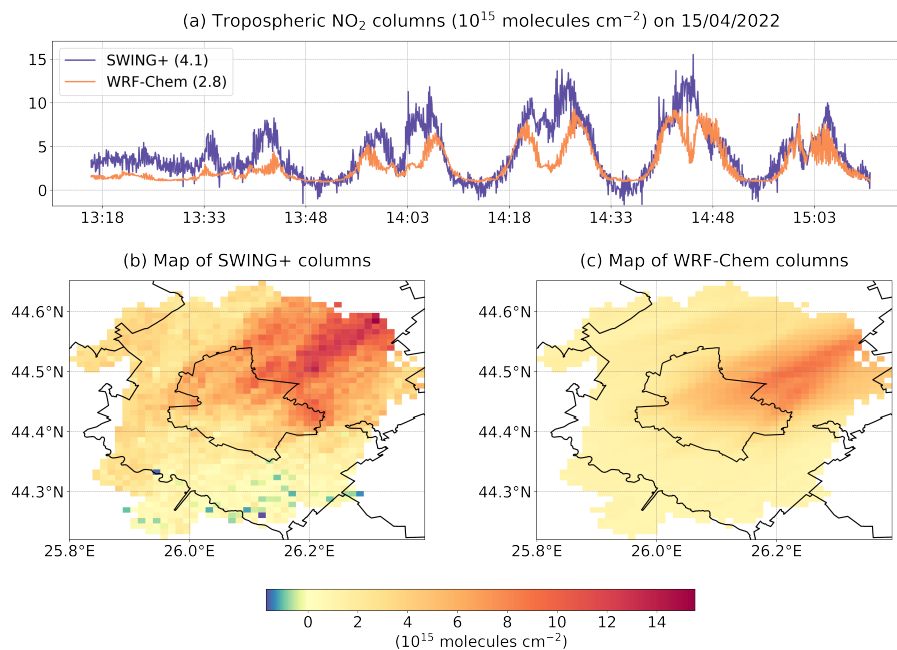 (a) Tropospheric NO₂ columns (10¹⁵ molecules cm⁻²) on 15/04/2022
15
10
5
0
SWING+ (4.1)
WRF-Chem (2.8)
13:18 13:33 13:48 14:03 14:18 14:33 14:48 15:03
(b) Map of SWING+ columns
(c) Map of WRF-Chem columns
44.6°N 44.6°N
44.5°N 44.5°N
44.4°N 44.4°N
44.3°N 44.3°N
25.8°E 26.0°E 26.2°E 25.8°E 26.0°E 26.2°E
0 2 4 6 8 10 12 14
(10¹⁵ molecules cm⁻²)